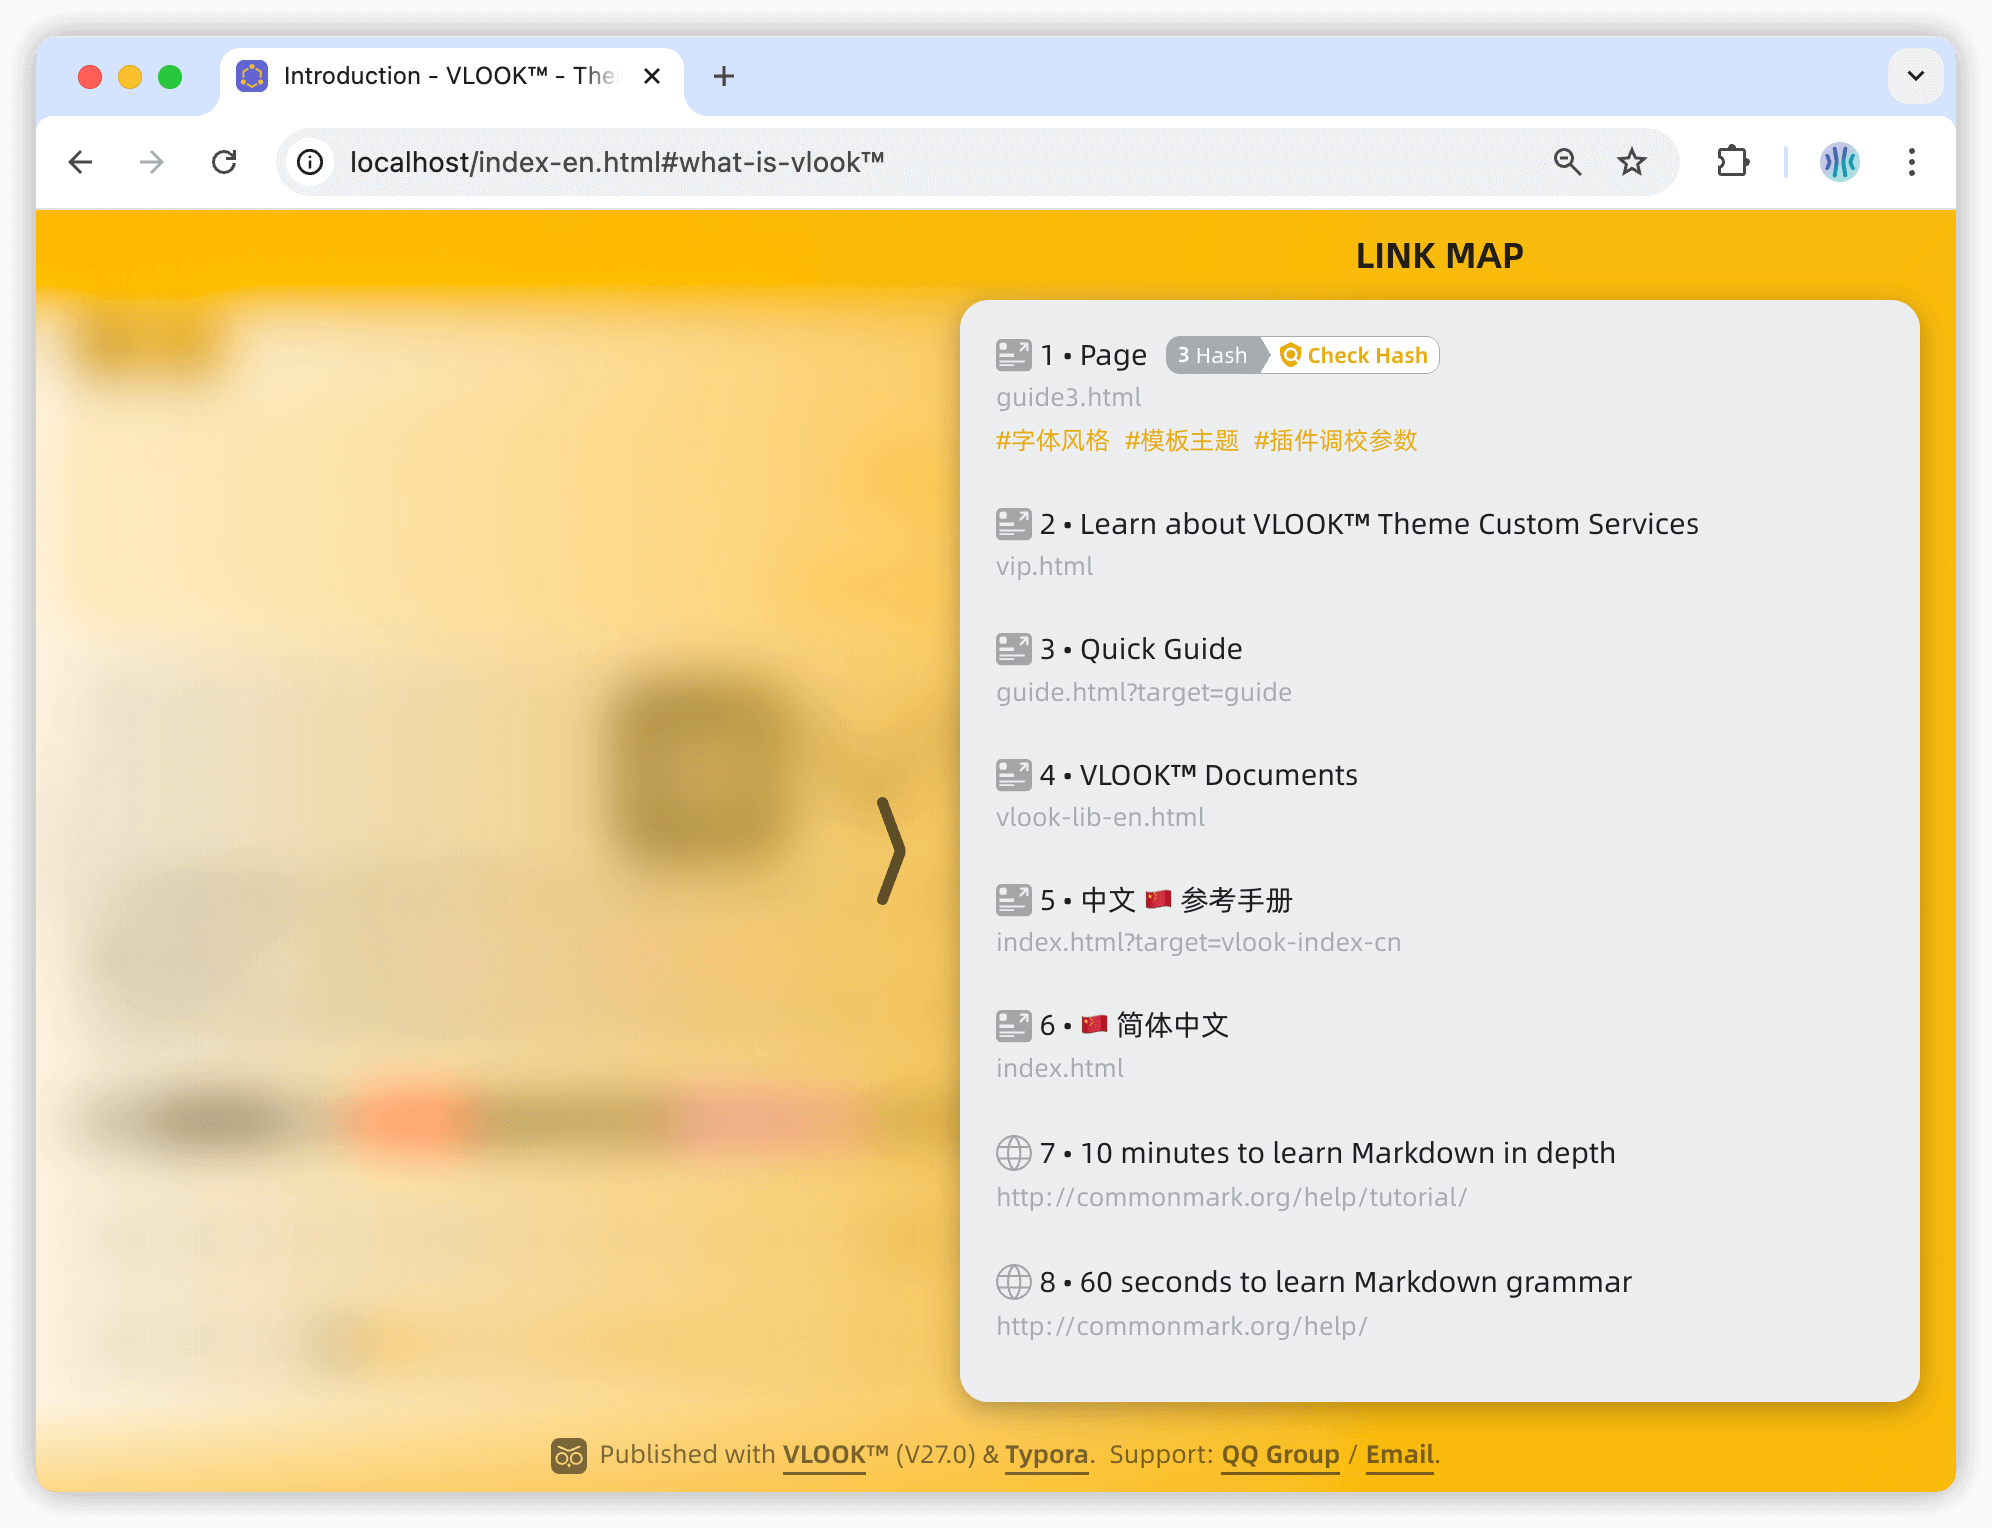 Introduction - VLOOK™ - The
localhost/index-en.html#what-is-vlook™
LINK MAP
1 • Page 3 Hash Check Hash
guide3.html
#字体风格 #模板主题 #插件调校参数
2 • Learn about VLOOK™ Theme Custom Services
vip.html
3 • Quick Guide
guide.html?target=guide
4 • VLOOK™ Documents
vlook-lib-en.html
5 • 中文 🇨🇳 参考手册
index.html?target=vlook-index-cn
6 • 🇨🇳 简体中文
index.html
7 • 10 minutes to learn Markdown in depth
http://commonmark.org/help/tutorial/
8 • 60 seconds to learn Markdown grammar
http://commonmark.org/help/
Published with VLOOK™ (V27.0) & Typora. Support: QQ Group / Email.